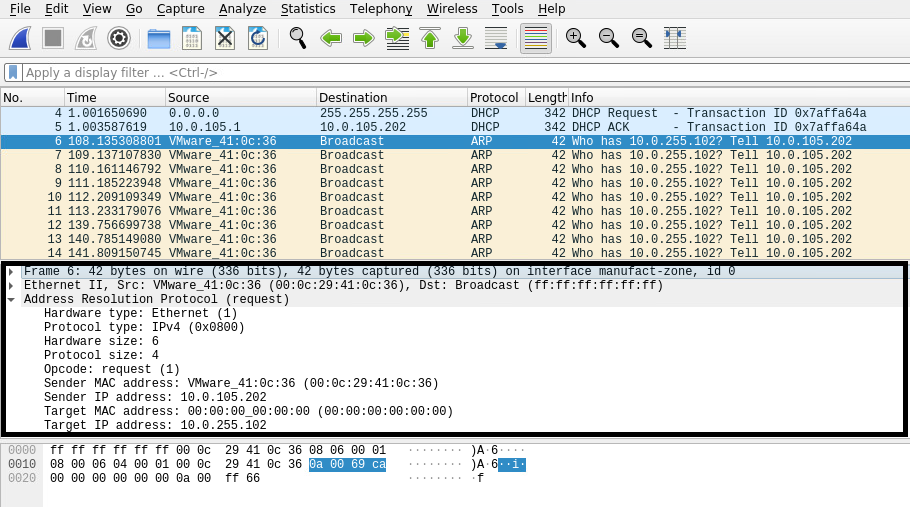 File Edit View Go Capture Analyze Statistics Telephony Wireless Tools Help
Apply a display filter ... <Ctrl-/>
No. Time Source Destination Protocol Length Info
4 1.001650690 0.0.0.0 255.255.255.255 DHCP 342 DHCP Request - Transaction ID 0x7affa64a
5 1.003587619 10.0.105.1 10.0.105.202 DHCP 342 DHCP ACK - Transaction ID 0x7affa64a
6 108.135308801 VMware_41:0c:36 Broadcast ARP 42 Who has 10.0.255.102? Tell 10.0.105.202
7 109.137107830 VMware_41:0c:36 Broadcast ARP 42 Who has 10.0.255.102? Tell 10.0.105.202
8 110.161146792 VMware_41:0c:36 Broadcast ARP 42 Who has 10.0.255.102? Tell 10.0.105.202
9 111.185223948 VMware_41:0c:36 Broadcast ARP 42 Who has 10.0.255.102? Tell 10.0.105.202
10 112.209109349 VMware_41:0c:36 Broadcast ARP 42 Who has 10.0.255.102? Tell 10.0.105.202
11 113.233179076 VMware_41:0c:36 Broadcast ARP 42 Who has 10.0.255.102? Tell 10.0.105.202
12 139.756699738 VMware_41:0c:36 Broadcast ARP 42 Who has 10.0.255.102? Tell 10.0.105.202
13 140.785149080 VMware_41:0c:36 Broadcast ARP 42 Who has 10.0.255.102? Tell 10.0.105.202
14 141.809150745 VMware_41:0c:36 Broadcast ARP 42 Who has 10.0.255.102? Tell 10.0.105.202
Frame 6: 42 bytes on wire (336 bits), 42 bytes captured (336 bits) on interface manufact-zone, id 0
Ethernet II, Src: VMware_41:0c:36 (00:0c:29:41:0c:36), Dst: Broadcast (ff:ff:ff:ff:ff:ff)
Address Resolution Protocol (request)
Hardware type: Ethernet (1)
Protocol type: IPv4 (0x0800)
Hardware size: 6
Protocol size: 4
Opcode: request (1)
Sender MAC address: VMware_41:0c:36 (00:0c:29:41:0c:36)
Sender IP address: 10.0.105.202
Target MAC address: 00:00:00_00:00:00 (00:00:00:00:00:00)
Target IP address: 10.0.255.102
0000 ff ff ff ff ff ff 00 0c 29 41 0c 36 08 06 00 01 ········ )A·6····
0010 08 00 06 04 00 01 00 0c 29 41 0c 36 0a 00 69 ca ········ )A·6··i·
0020 00 00 00 00 00 00 0a 00 ff 66 ········ ·f